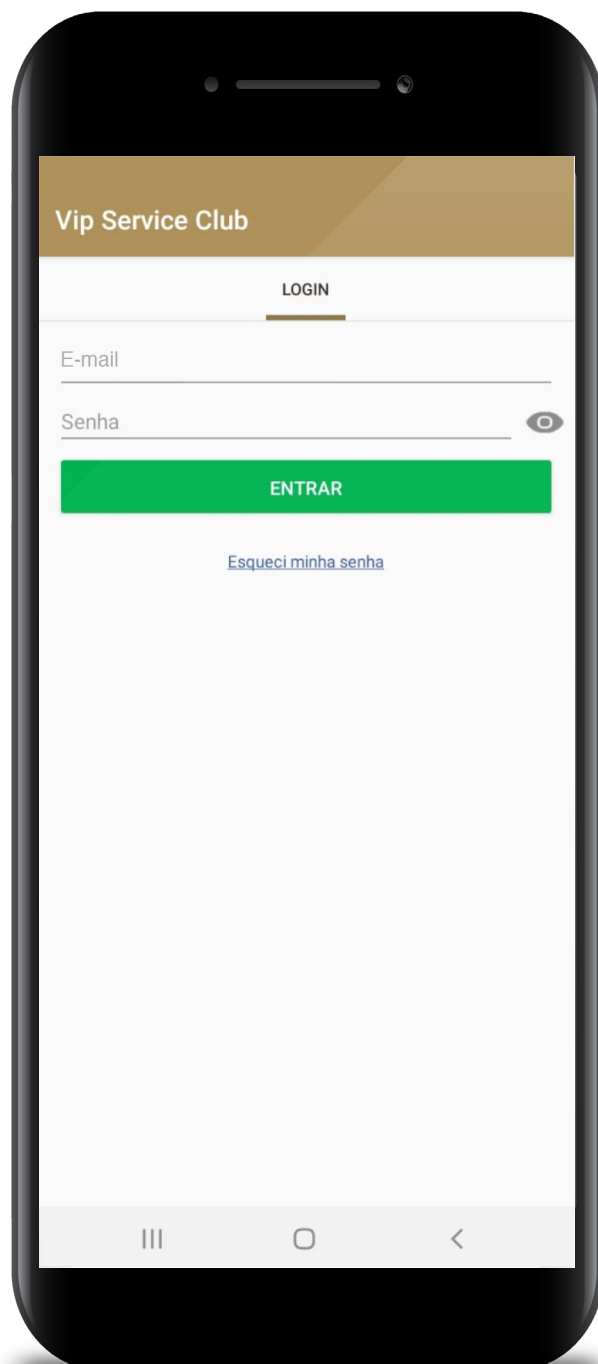 Vip Service Club
LOGIN
E-mail
Senha
ENTRAR
Esqueci minha senha